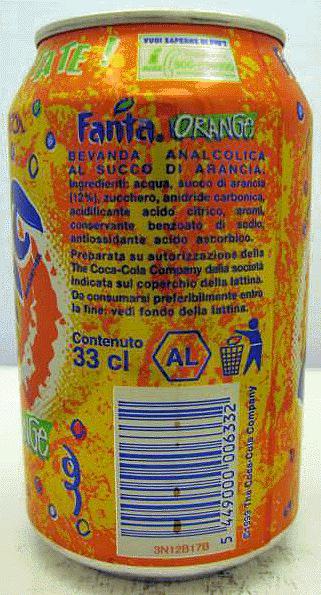 ATE !
VUOI SAPERNE DI PIÙ?
Fanta. ORANGE
BEVANDA ANALCOLICA
AL SUCCO DI ARANCIA.
Ingredienti: acqua, succo di arancia
(12%), zucchero, anidride carbonica,
acidificante acido citrico, aromi,
conservante benzoato di sodio,
antiossidante acido ascorbico.
Preparata su autorizzazione della
The Coca-Cola Company dalla società
indicata sul coperchio della lattina.
Da consumarsi preferibilmente entro
la fine: vedi fondo della lattina.
Contenuto
33 cl
AL
5 449000 006332
3N12B17B
The Coca-Cola Company